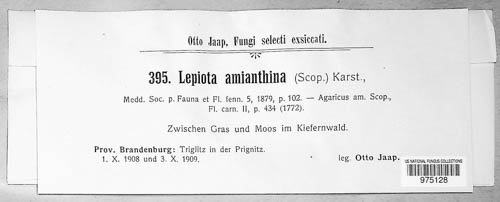 Otto Jaap, Fungi selecti exsiccati.
395. Lepiota amianthina (Scop.) Karst.,
Medd. Soc. p. Fauna et Fl. fenn. 5, 1879, p. 102. — Agaricus am. Scop.,
Fl. carn. II, p. 434 (1772).
Zwischen Gras und Moos im Kiefernwald.
Prov. Brandenburg: Triglitz in der Prignitz.
1. X. 1908 und 3. X. 1909.
leg. Otto Jaap.
US NATIONAL FUNGUS COLLECTIONS
975128